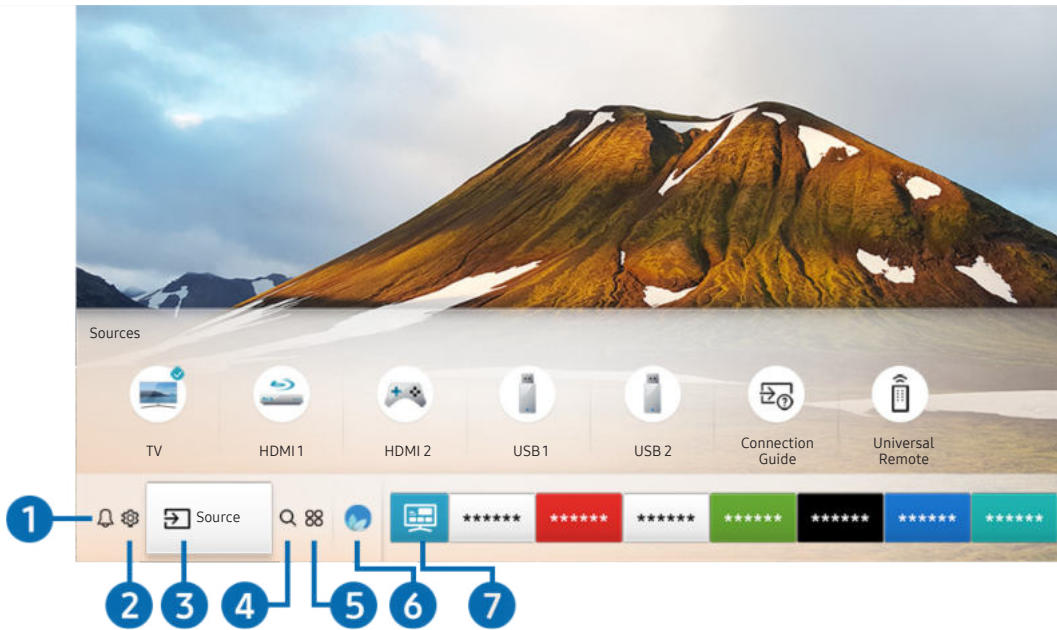 Sources
TV
HDMI 1
HDMI 2
USB 1
USB 2
Connection
Guide
Universal
Remote
1
Source
****** ****** ****** ****** ****** ****** ******
2 3 4 5 6 7